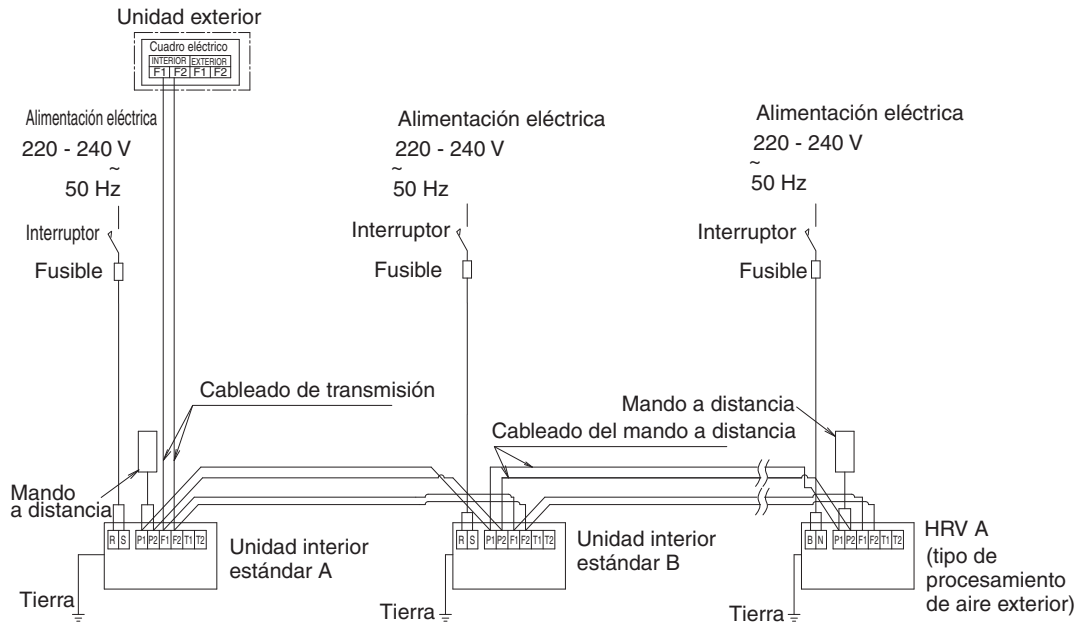 Unidad exterior
Cuadro eléctrico
INTERIOR EXTERIOR
F1 F2 F1 F2
Alimentación eléctrica
220 - 240 V
~
50 Hz
Interruptor
Fusible
Alimentación eléctrica
220 - 240 V
~
50 Hz
Interruptor
Fusible
Alimentación eléctrica
220 - 240 V
~
50 Hz
Interruptor
Fusible
Cableado de transmisión
Mando a distancia
Cableado del mando a distancia
Mando
a distancia
R S P1 P2 F1 F2 T1 T2
Unidad interior
estándar A
Tierra
R S P1 P2 F1 F2 T1 T2
Unidad interior
estándar B
Tierra
B N P1 P2 F1 F2 T1 T2
HRV A
(tipo de
procesamiento
de aire exterior)
Tierra